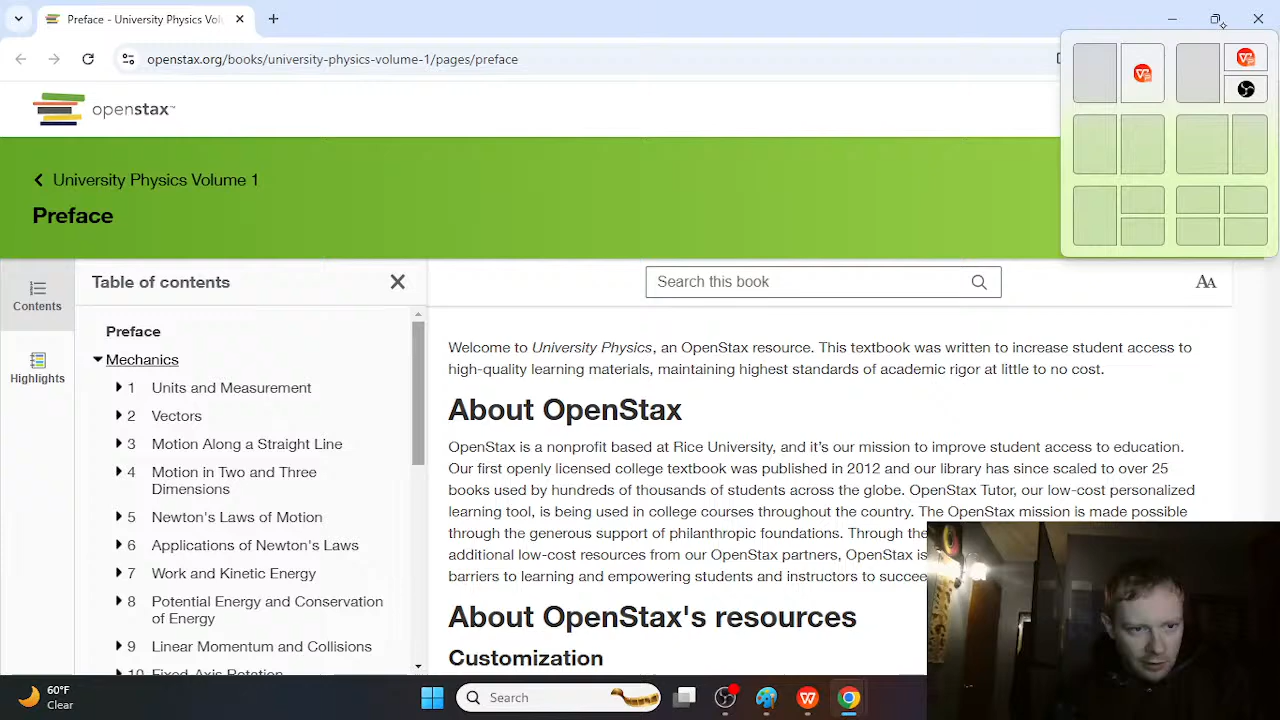 Preface - University Physics Vol
openstax.org/books/university-physics-volume-1/pages/preface
openstax™
University Physics Volume 1
Preface
Contents
Highlights
Table of contents
Preface
Mechanics
1 Units and Measurement
2 Vectors
3 Motion Along a Straight Line
4 Motion in Two and Three
Dimensions
5 Newton's Laws of Motion
6 Applications of Newton's Laws
7 Work and Kinetic Energy
8 Potential Energy and Conservation
of Energy
9 Linear Momentum and Collisions
10 Fixed-Axis Rotation
Search this book
AA
Welcome to University Physics, an OpenStax resource. This textbook was written to increase student access to
high-quality learning materials, maintaining highest standards of academic rigor at little to no cost.
About OpenStax
OpenStax is a nonprofit based at Rice University, and it’s our mission to improve student access to education.
Our first openly licensed college textbook was published in 2012 and our library has since scaled to over 25
books used by hundreds of thousands of students across the globe. OpenStax Tutor, our low-cost personalized
learning tool, is being used in college courses throughout the country. The OpenStax mission is made possible
through the generous support of philanthropic foundations. Through the
additional low-cost resources from our OpenStax partners, OpenStax is
barriers to learning and empowering students and instructors to succee
About OpenStax's resources
Customization
60°F
Clear
Search